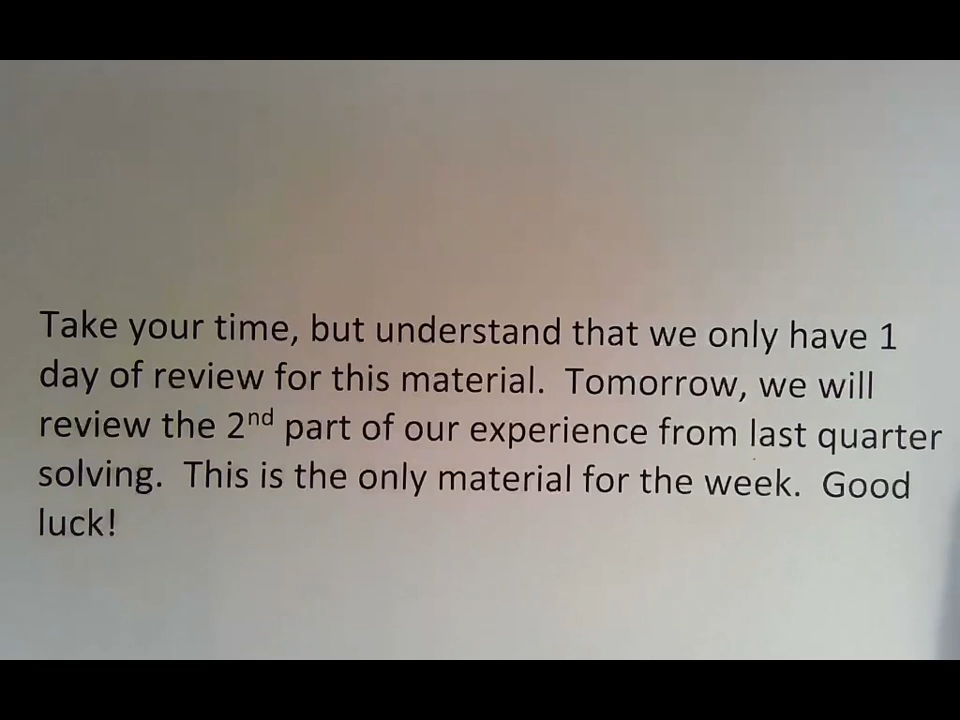 Take your time, but understand that we only have 1
day of review for this material.  Tomorrow, we will
review the 2nd part of our experience from last quarter
solving.  This is the only material for the week.  Good
luck!